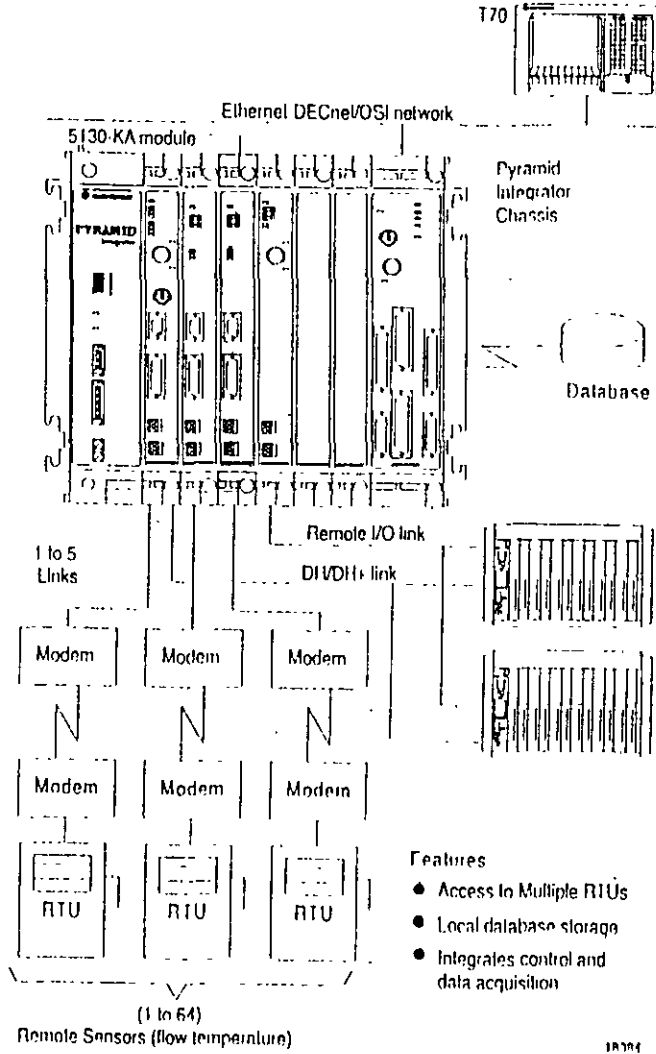 T70
Ethernet DECnet/OSI network
5130-KA module
Pyramid
Integrator
Chassis
PYRAMID
Database
Remote I/O link
1 to 5
Links
DH/DH+ link
Modem
Modem
Modem
Modem
Modem
Modem
RTU
RTU
RTU
Features
Access to Multiple RTUs
Local database storage
Integrates control and
data acquisition
(1 to 64)
Remote Sensors (flow temperature)